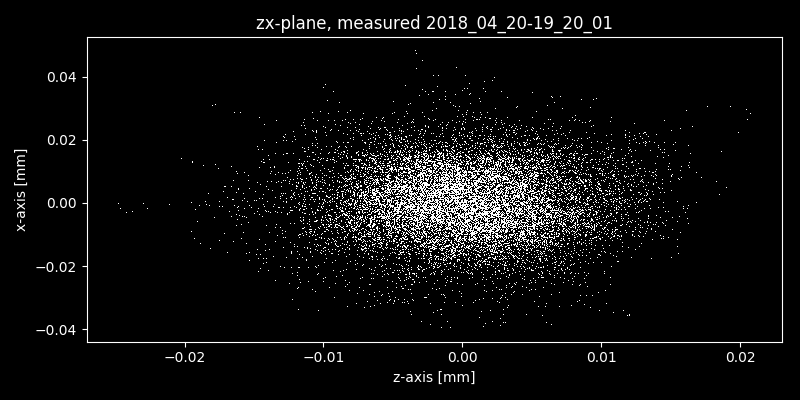 zx-plane, measured 2018_04_20-19_20_01
0.04
0.02
0.00
−0.02
−0.04
x-axis [mm]
−0.02 −0.01 0.00 0.01 0.02
z-axis [mm]